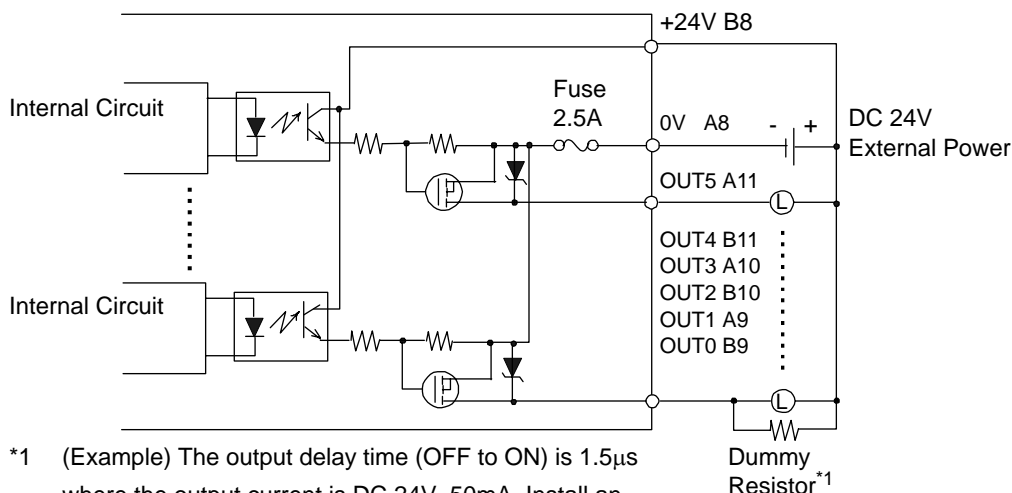 +24V B8
Internal Circuit
Fuse
2.5A
0V A8
- +
DC 24V
External Power
OUT5 A11
L
OUT4 B11
OUT3 A10
OUT2 B10
OUT1 A9
OUT0 B9
Internal Circuit
L
Dummy
Resistor*1
*1 (Example) The output delay time (OFF to ON) is 1.5μs
where the output current is DC 24V, 50mA. Install an